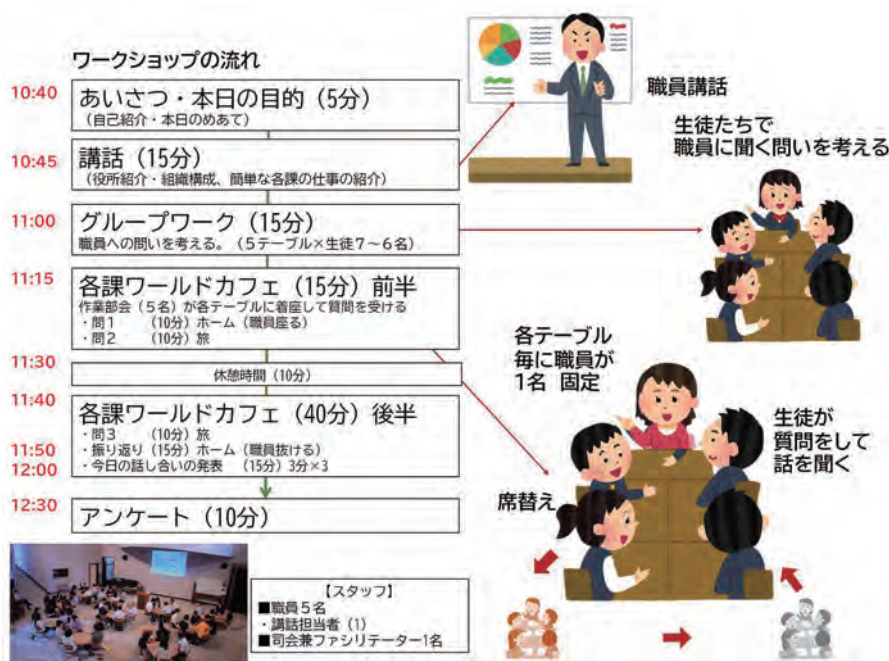 ワークショップの流れ
10:40
あいさつ・本日の目的（5分）
（自己紹介・本日のめあて）
10:45
講話（15分）
（役所紹介・組織構成、簡単な各課の仕事の紹介）
11:00
グループワーク（15分）
職員への問いを考える。（５テーブル×生徒７～６名）
11:15
各課ワールドカフェ（15分）前半
作業部会（５名）が各テーブルに着座して質問を受ける
・問１　（10分）ホーム（職員座る）
・問２　（10分）旅
11:30
休憩時間（10分）
11:40
各課ワールドカフェ（40分）後半
・問３　（10分）旅
11:50
・振り返り（15分）ホーム（職員抜ける）
12:00
・今日の話し合いの発表　（15分）3分×3
12:30
アンケート（10分）
【スタッフ】
■職員５名
・講話担当者（1）
■司会兼ファシリテーター1名
職員講話
生徒たちで
職員に聞く問いを考える
各テーブル
毎に職員が
1名　固定
生徒が
質問をして
話を聞く
席替え